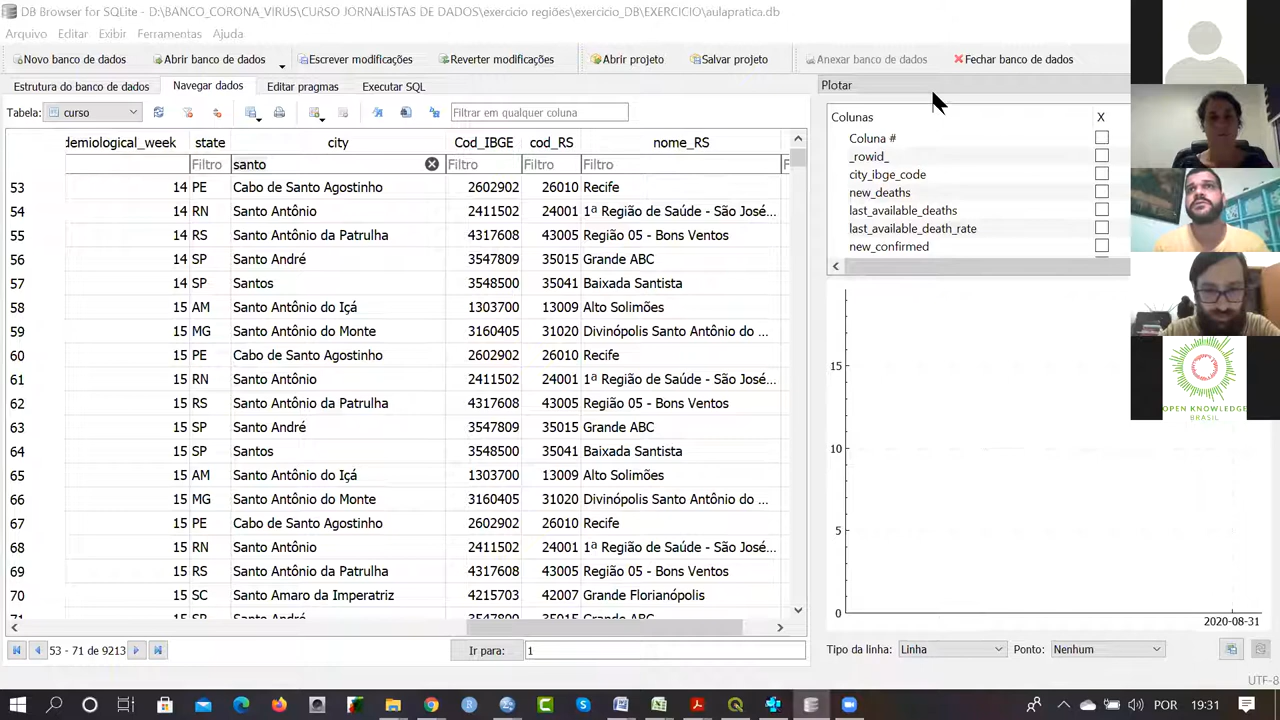 DB Browser for SQLite - D:\BANCO_CORONA_VIRUS\CURSO JORNALISTAS DE DADOS\exercicio regiões\exercicio_DB\EXERCICIO\aulapratica.db
Arquivo Editar Exibir Ferramentas Ajuda
Novo banco de dados Abrir banco de dados Escrever modificações Reverter modificações Abrir projeto Salvar projeto Anexar banco de dados Fechar banco de dados
Estrutura do banco de dados Navegar dados Editar pragmas Executar SQL
Plotar
Tabela: curso Filtrar em qualquer coluna
Colunas X
Coluna #
_rowid_
city_ibge_code
new_deaths
last_available_deaths
last_available_death_rate
new_confirmed
demiological_week state city Cod_IBGE cod_RS nome_RS
Filtro santo Filtro Filtro Filtro
53 14 PE Cabo de Santo Agostinho 2602902 26010 Recife
54 14 RN Santo Antônio 2411502 24001 1ª Região de Saúde - São José...
55 14 RS Santo Antônio da Patrulha 4317608 43005 Região 05 - Bons Ventos
56 14 SP Santo André 3547809 35015 Grande ABC
57 14 SP Santos 3548500 35041 Baixada Santista
58 15 AM Santo Antônio do Içá 1303700 13009 Alto Solimões
59 15 MG Santo Antônio do Monte 3160405 31020 Divinópolis Santo Antônio do ...
60 15 PE Cabo de Santo Agostinho 2602902 26010 Recife
61 15 RN Santo Antônio 2411502 24001 1ª Região de Saúde - São José...
62 15 RS Santo Antônio da Patrulha 4317608 43005 Região 05 - Bons Ventos
63 15 SP Santo André 3547809 35015 Grande ABC
64 15 SP Santos 3548500 35041 Baixada Santista
65 15 AM Santo Antônio do Içá 1303700 13009 Alto Solimões
66 15 MG Santo Antônio do Monte 3160405 31020 Divinópolis Santo Antônio do ...
67 15 PE Cabo de Santo Agostinho 2602902 26010 Recife
68 15 RN Santo Antônio 2411502 24001 1ª Região de Saúde - São José...
69 15 RS Santo Antônio da Patrulha 4317608 43005 Região 05 - Bons Ventos
70 15 SC Santo Amaro da Imperatriz 4215703 42007 Grande Florianópolis
71 15 SP Santo André 3547809 35015 Grande ABC
53 - 71 de 9213 Ir para: 1
15
10
5
0
2020-08-31
Tipo da linha: Linha Ponto: Nenhum
UTF-8
OPEN KNOWLEDGE
BRASIL
POR 19:31